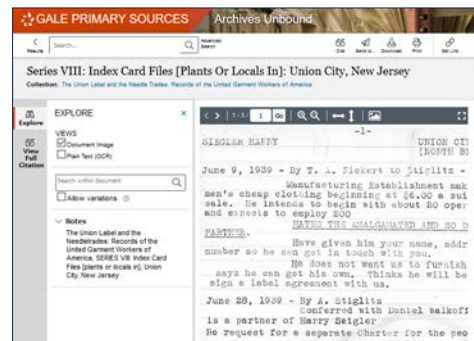 GALE PRIMARY SOURCES
Archives Unbound
Results
Search...
Advanced Search
Cite
Send to...
Download
Print
Get Link
Series VIII: Index Card Files [Plants Or Locals In]: Union City, New Jersey
Collection: The Union Label and the Needle Trades: Records of the United Garment Workers of America
Explore
View Full Citation
EXPLORE
×
VIEWS
Document Image
Plain Text (OCR)
Search within document
Allow variations
Notes
The Union Label and the
Needletrades: Records of the
United Garment Workers of
America, SERIES VIII: Index Card
Files [plants or locals in], Union
City, New Jersey
1-3 /
1
Go
-1-
SIEGLER HARRY
UNION CI
[NORTH B
June 9, 1939 - By T. A. Rickert to Stiglitz -
Manufacturing Establishment mak
men's cheap clothing beginning at $6.00 a sui
sale. He intends to begin with about 20 oper
and expects to employ 200
HATES THE AMALGAMATED AND SO D
PARTNER.
Have given him your name, addr
number so he can get in touch with you.
He does not want us to furnish
says he can get his own. Thinks he will be
sign a label agreement with us.
June 28, 1939 - By A. Stiglitz
Conferred with Daniel Walkoff
is a partner of Harry Seigler
He request for a separate Charter for the peo